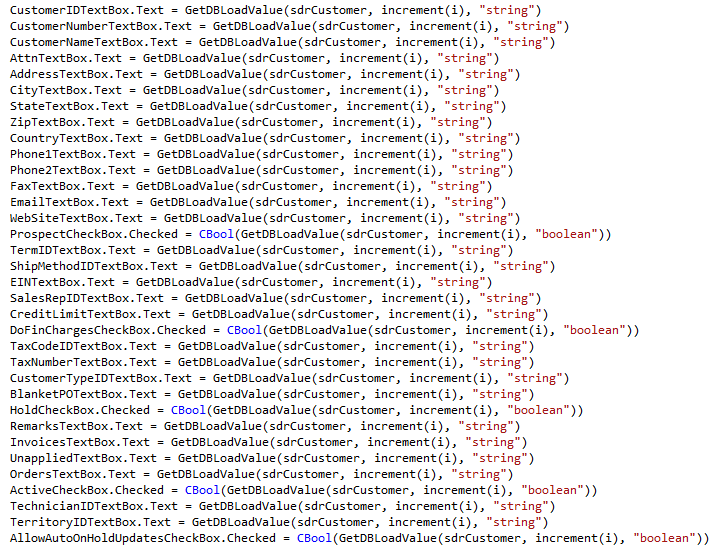 CustomerIDTextBox.Text = GetDBLoadValue(sdrCustomer, increment(i), "string")
CustomerNumberTextBox.Text = GetDBLoadValue(sdrCustomer, increment(i), "string")
CustomerNameTextBox.Text = GetDBLoadValue(sdrCustomer, increment(i), "string")
AttnTextBox.Text = GetDBLoadValue(sdrCustomer, increment(i), "string")
AddressTextBox.Text = GetDBLoadValue(sdrCustomer, increment(i), "string")
CityTextBox.Text = GetDBLoadValue(sdrCustomer, increment(i), "string")
StateTextBox.Text = GetDBLoadValue(sdrCustomer, increment(i), "string")
ZipTextBox.Text = GetDBLoadValue(sdrCustomer, increment(i), "string")
CountryTextBox.Text = GetDBLoadValue(sdrCustomer, increment(i), "string")
Phone1TextBox.Text = GetDBLoadValue(sdrCustomer, increment(i), "string")
Phone2TextBox.Text = GetDBLoadValue(sdrCustomer, increment(i), "string")
FaxTextBox.Text = GetDBLoadValue(sdrCustomer, increment(i), "string")
EmailTextBox.Text = GetDBLoadValue(sdrCustomer, increment(i), "string")
WebSiteTextBox.Text = GetDBLoadValue(sdrCustomer, increment(i), "string")
ProspectCheckBox.Checked = CBool(GetDBLoadValue(sdrCustomer, increment(i), "boolean"))
TermIDTextBox.Text = GetDBLoadValue(sdrCustomer, increment(i), "string")
ShipMethodIDTextBox.Text = GetDBLoadValue(sdrCustomer, increment(i), "string")
EINTextBox.Text = GetDBLoadValue(sdrCustomer, increment(i), "string")
SalesRepIDTextBox.Text = GetDBLoadValue(sdrCustomer, increment(i), "string")
CreditLimitTextBox.Text = GetDBLoadValue(sdrCustomer, increment(i), "string")
DoFinChargesCheckBox.Checked = CBool(GetDBLoadValue(sdrCustomer, increment(i), "boolean"))
TaxCodeIDTextBox.Text = GetDBLoadValue(sdrCustomer, increment(i), "string")
TaxNumberTextBox.Text = GetDBLoadValue(sdrCustomer, increment(i), "string")
CustomerTypeIDTextBox.Text = GetDBLoadValue(sdrCustomer, increment(i), "string")
BlanketPOTextBox.Text = GetDBLoadValue(sdrCustomer, increment(i), "string")
HoldCheckBox.Checked = CBool(GetDBLoadValue(sdrCustomer, increment(i), "boolean"))
RemarksTextBox.Text = GetDBLoadValue(sdrCustomer, increment(i), "string")
InvoicesTextBox.Text = GetDBLoadValue(sdrCustomer, increment(i), "string")
UnappliedTextBox.Text = GetDBLoadValue(sdrCustomer, increment(i), "string")
OrdersTextBox.Text = GetDBLoadValue(sdrCustomer, increment(i), "string")
ActiveCheckBox.Checked = CBool(GetDBLoadValue(sdrCustomer, increment(i), "boolean"))
TechnicianIDTextBox.Text = GetDBLoadValue(sdrCustomer, increment(i), "string")
TerritoryIDTextBox.Text = GetDBLoadValue(sdrCustomer, increment(i), "string")
AllowAutoOnHoldUpdatesCheckBox.Checked = CBool(GetDBLoadValue(sdrCustomer, increment(i), "boolean"))